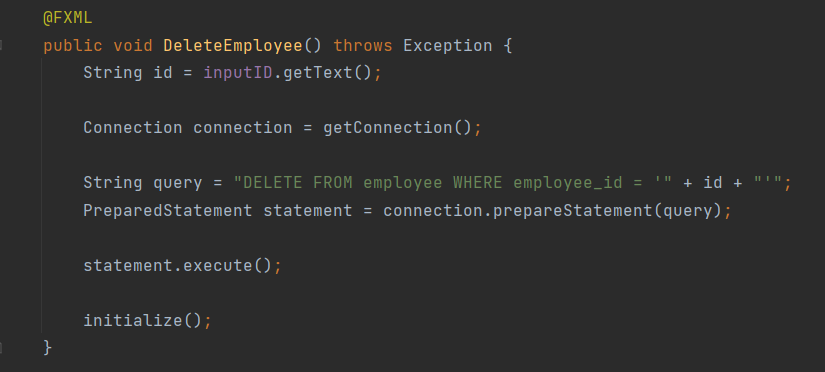 @FXML
public void DeleteEmployee() throws Exception {
String id = inputID.getText();
Connection connection = getConnection();
String query = "DELETE FROM employee WHERE employee_id = '" + id + "'";
PreparedStatement statement = connection.prepareStatement(query);
statement.execute();
initialize();
}